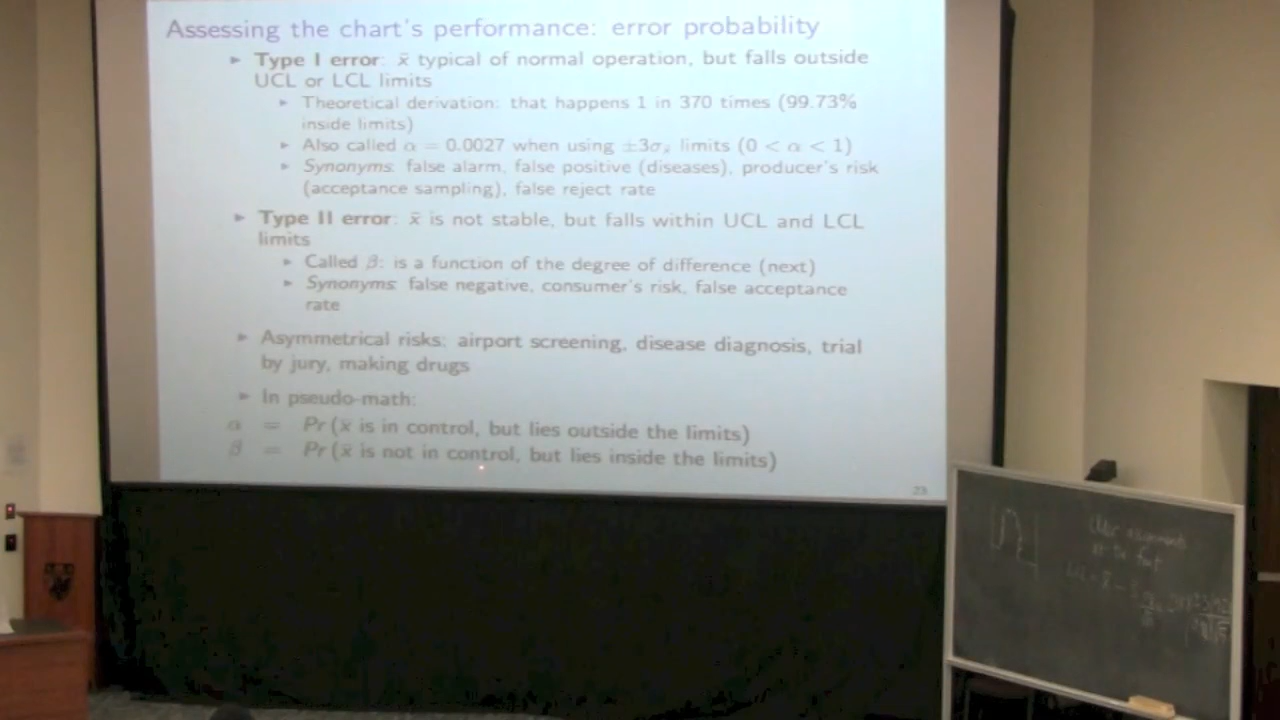 Assessing the chart's performance: error probability
▸ Type I error: x̄ typical of normal operation, but falls outside
UCL or LCL limits
▸ Theoretical derivation: that happens 1 in 370 times (99.73%
inside limits)
▸ Also called α = 0.0027 when using ±3σ limits (0 < α < 1)
▸ Synonyms: false alarm, false positive (diseases), producer's risk
(acceptance sampling), false reject rate
▸ Type II error: x̄ is not stable, but falls within UCL and LCL
limits
▸ Called β: is a function of the degree of difference (next)
▸ Synonyms: false negative, consumer's risk, false acceptance
rate
▸ Asymmetrical risks: airport screening, disease diagnosis, trial
by jury, making drugs
▸ In pseudo-math:
α = Pr (x̄ is in control, but lies outside the limits)
β = Pr (x̄ is not in control, but lies inside the limits)
23